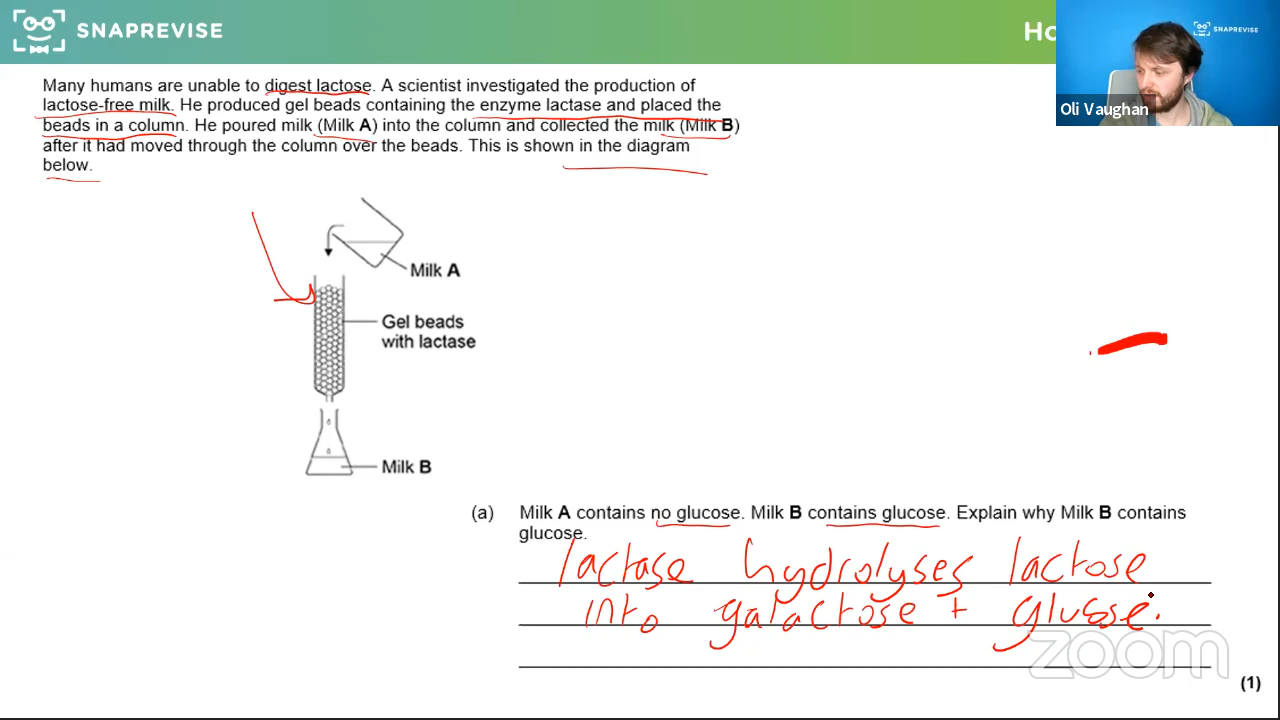 SNAPREVISE
Ho
SNAPREVISE
Oli Vaughan
Many humans are unable to digest lactose. A scientist investigated the production of
lactose-free milk. He produced gel beads containing the enzyme lactase and placed the
beads in a column. He poured milk (Milk A) into the column and collected the milk (Milk B)
after it had moved through the column over the beads. This is shown in the diagram
below.
Milk A
Gel beads
with lactase
Milk B
(a) Milk A contains no glucose. Milk B contains glucose. Explain why Milk B contains
glucose.
lactase hydrolyses lactose
into galactose + glucose.
zoom
(1)